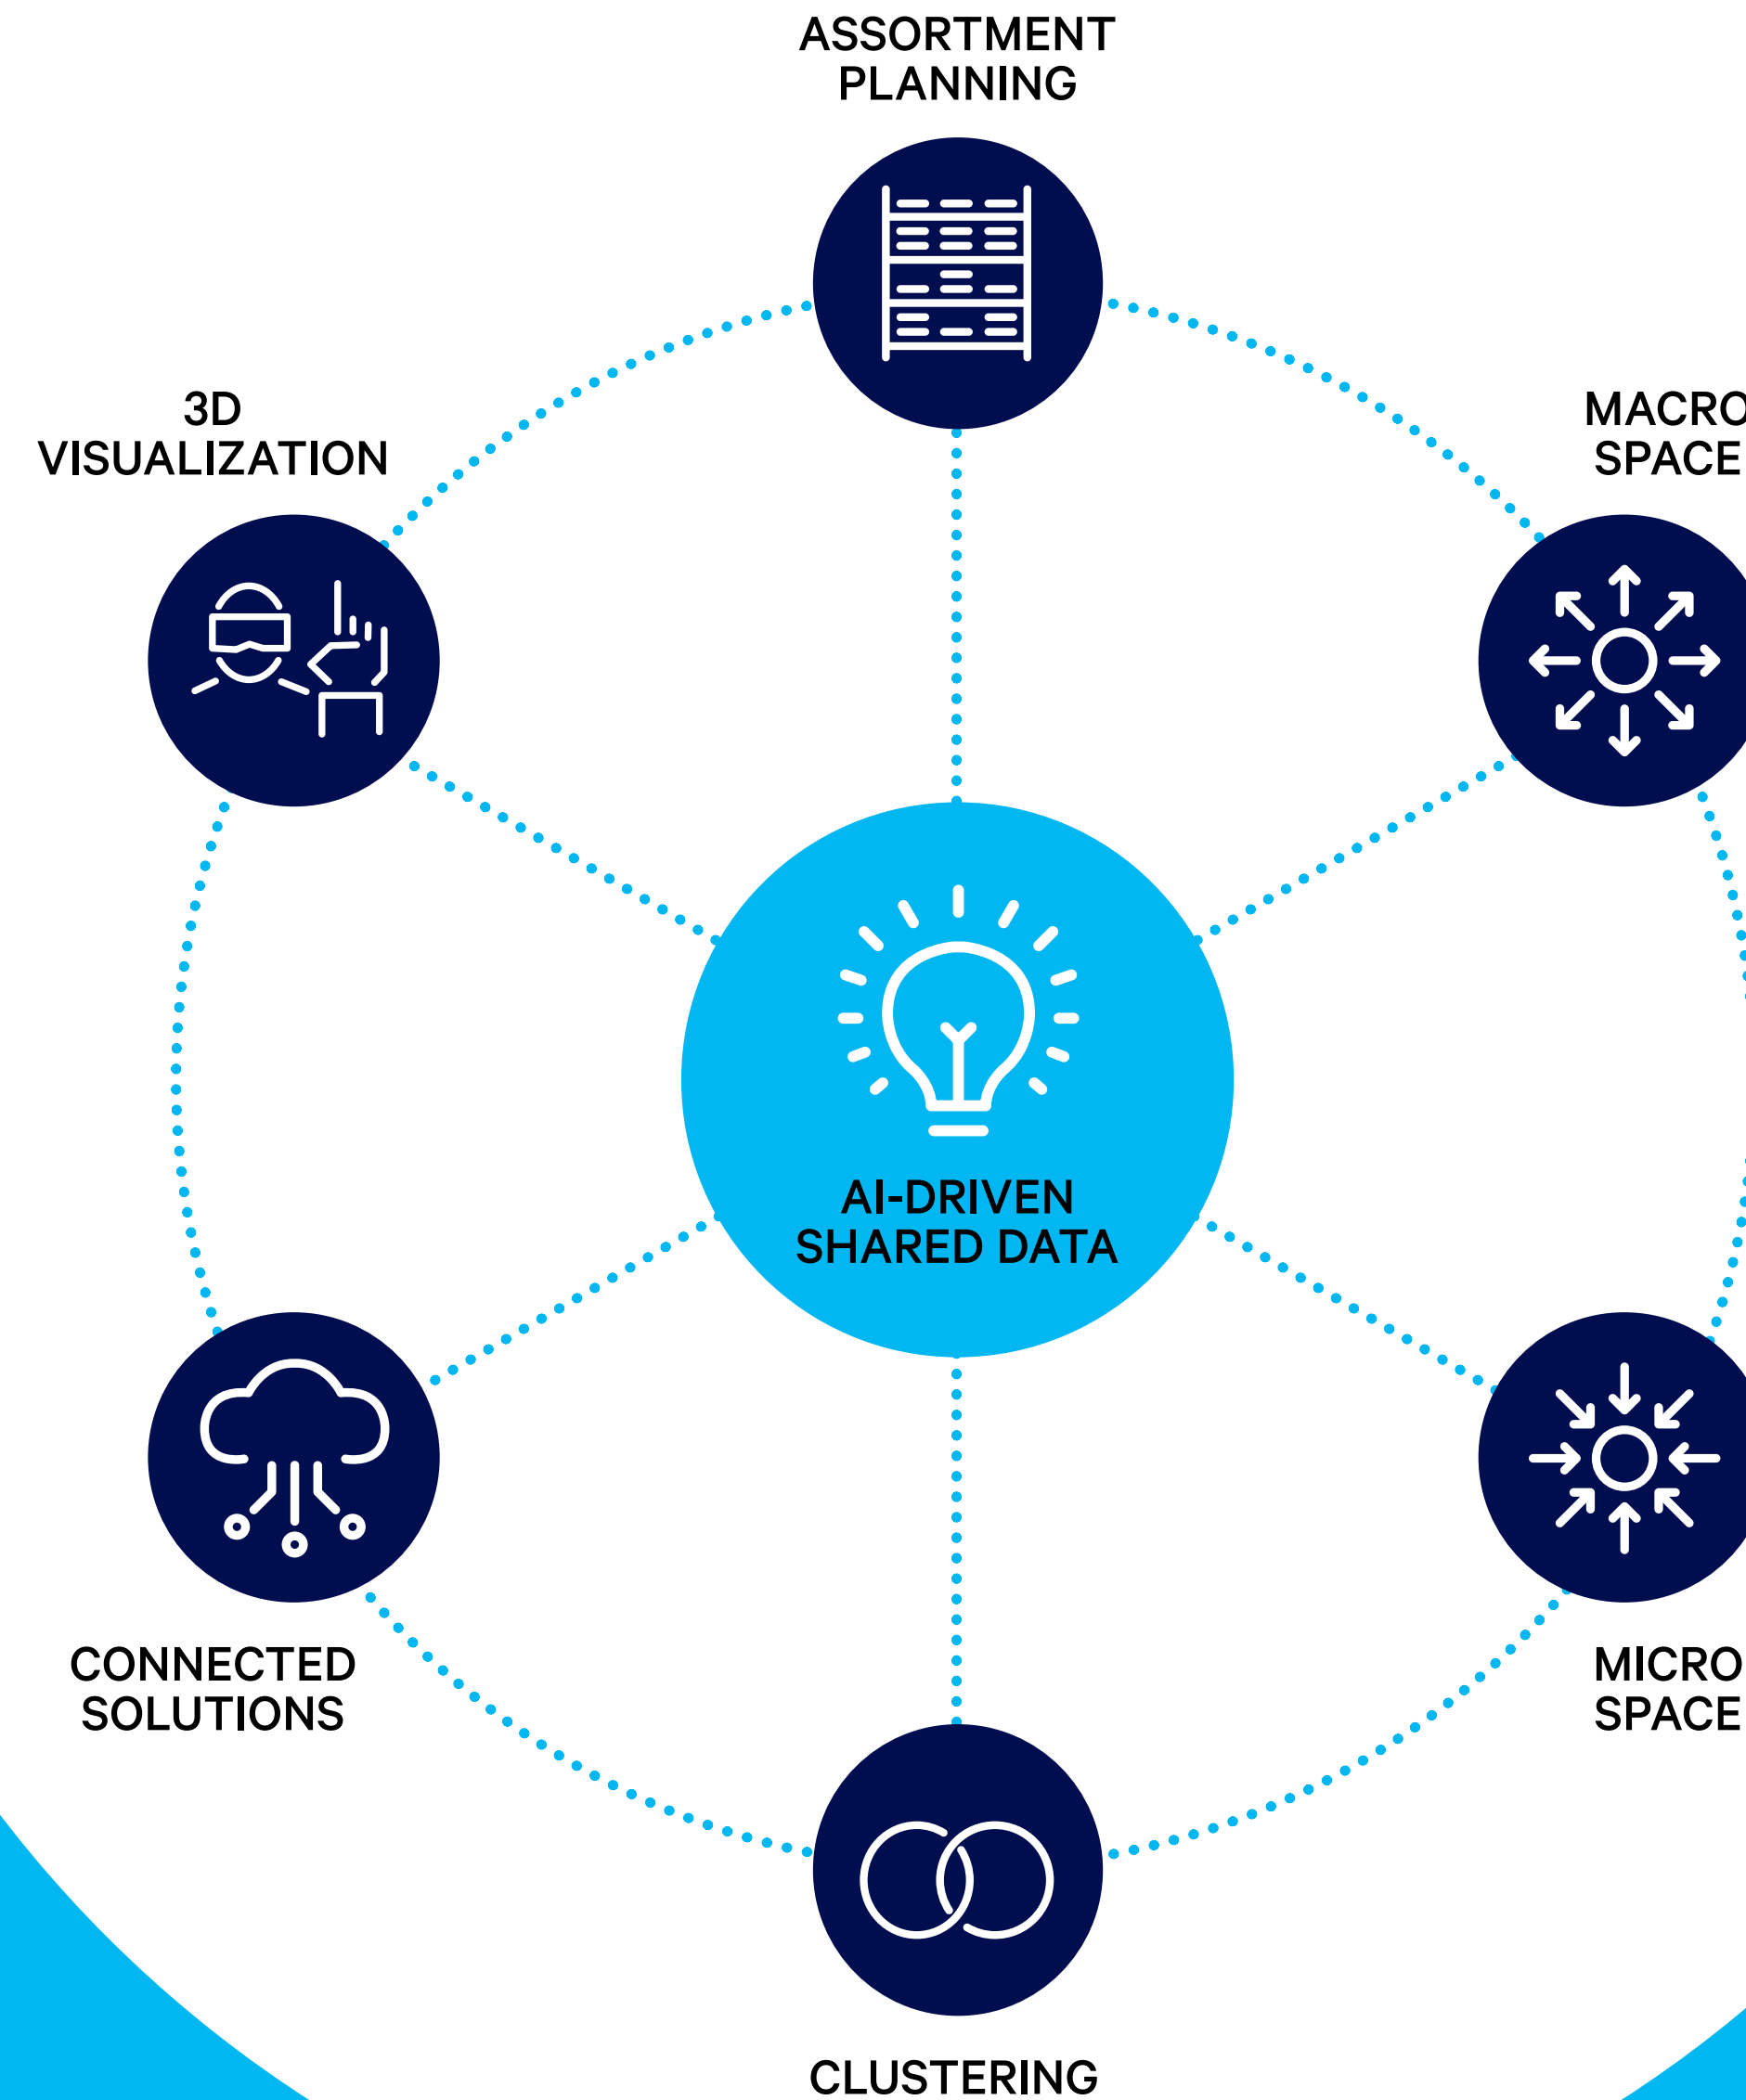 ASSORTMENT
PLANNING
3D
VISUALIZATION
MACRO
SPACE
AI-DRIVEN
SHARED DATA
CONNECTED
SOLUTIONS
MICRO
SPACE
CLUSTERING